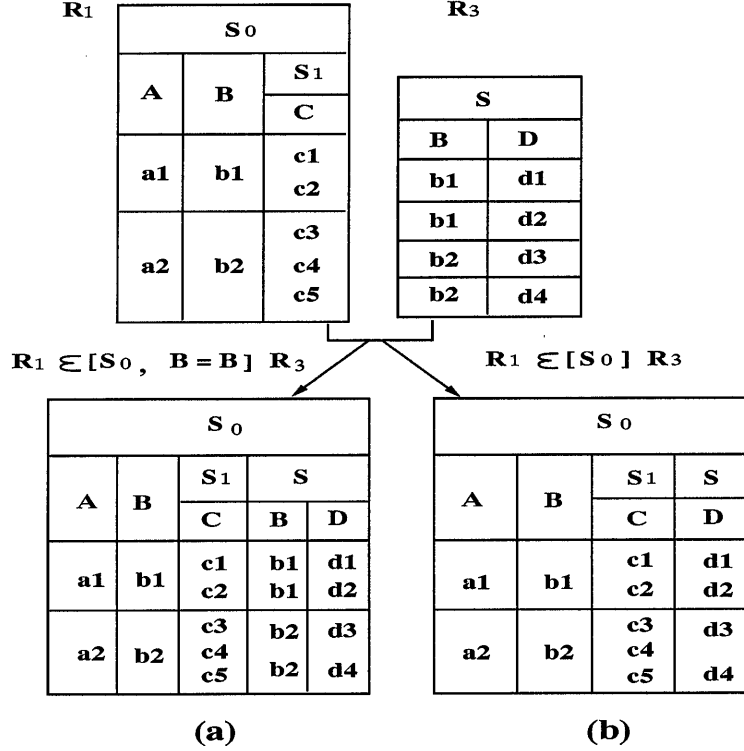 R1 R3
S0
S1
A B
C
S
B D
a1 b1 c1
c2
a2 b2 c3
c4
c5
b1 d1
b1 d2
b2 d3
b2 d4
R1 ∈[S0, B=B] R3
R1 ∈[S0] R3
S0
A B S1 S
C B D
a1 b1 c1 b1 d1
c2 b1 d2
a2 b2 c3 b2 d3
c4
c5 b2 d4
(a)
S0
A B S1 S
C D
a1 b1 c1 d1
c2 d2
a2 b2 c3 d3
c4
c5 d4
(b)